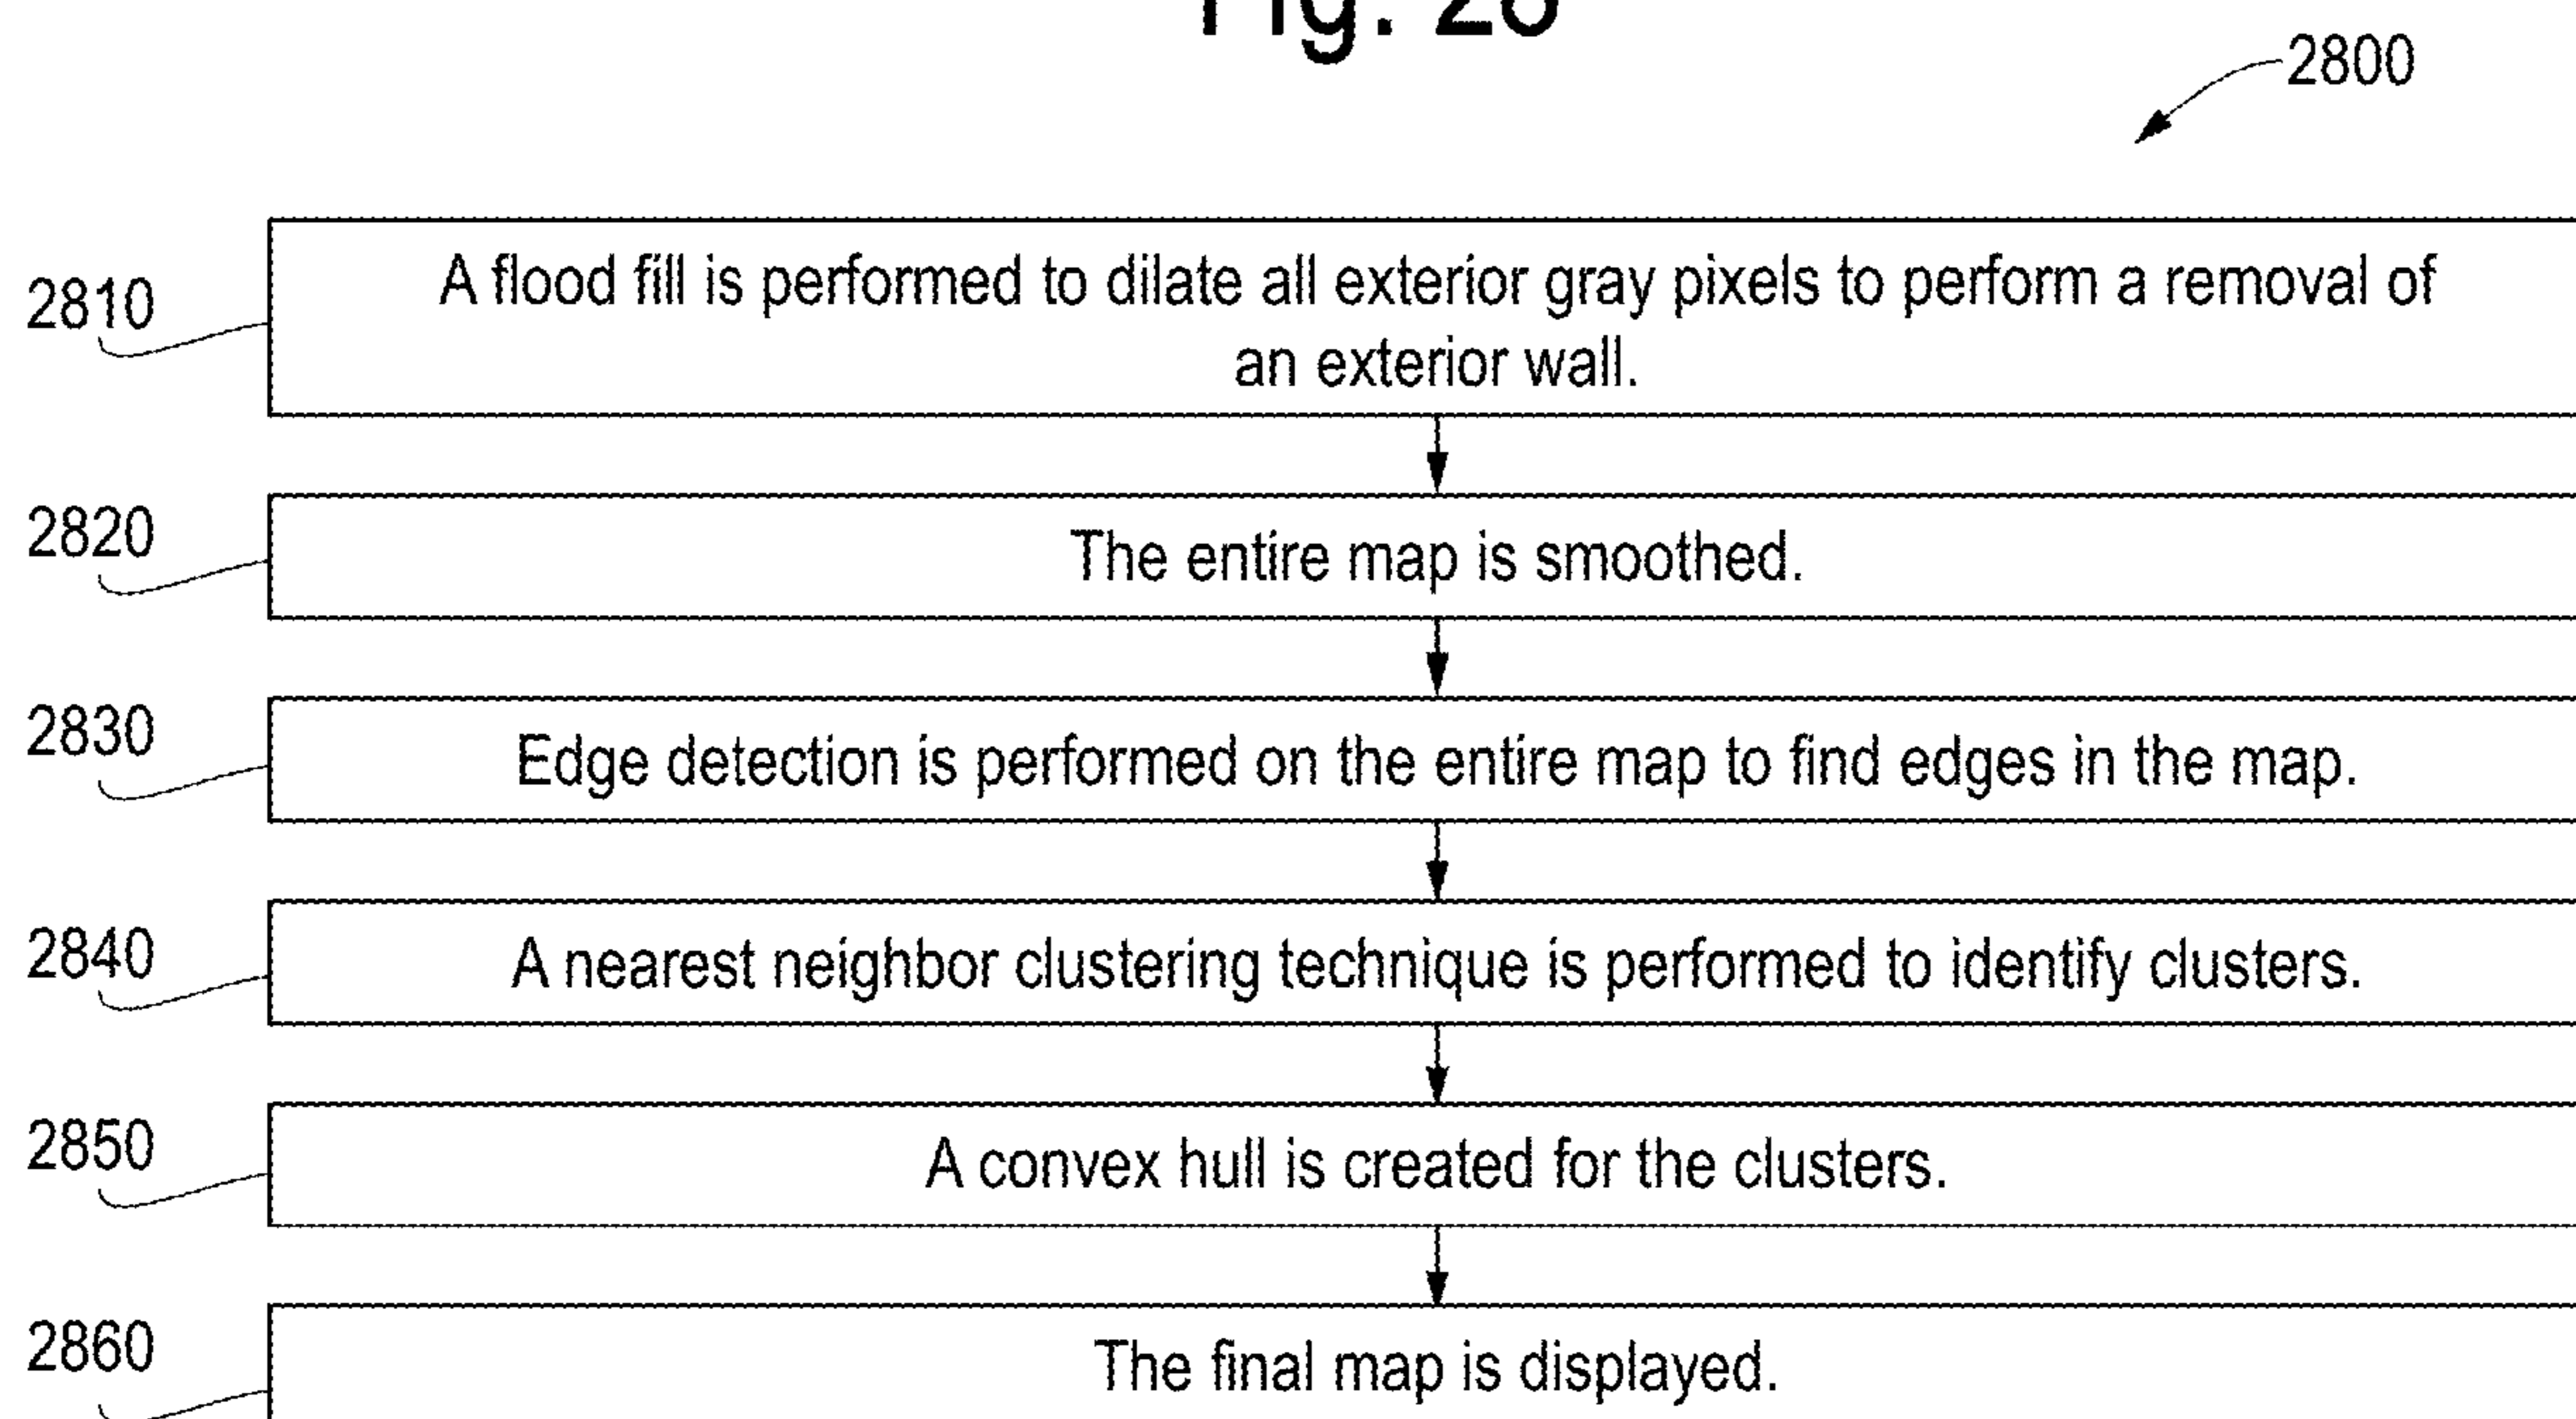 Fig. 28
2800
2810
A flood fill is performed to dilate all exterior gray pixels to perform a removal of
an exterior wall.
2820
The entire map is smoothed.
2830
Edge detection is performed on the entire map to find edges in the map.
2840
A nearest neighbor clustering technique is performed to identify clusters.
2850
A convex hull is created for the clusters.
2860
The final map is displayed.